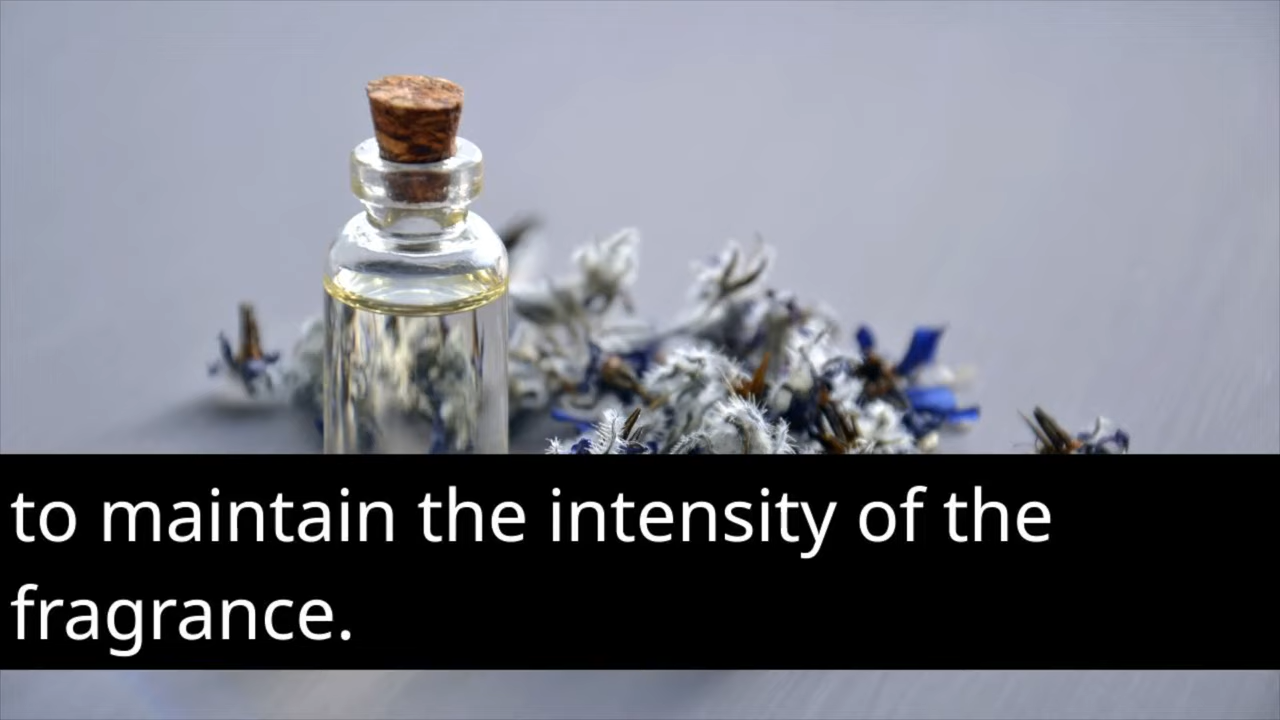 to maintain the intensity of the
fragrance.